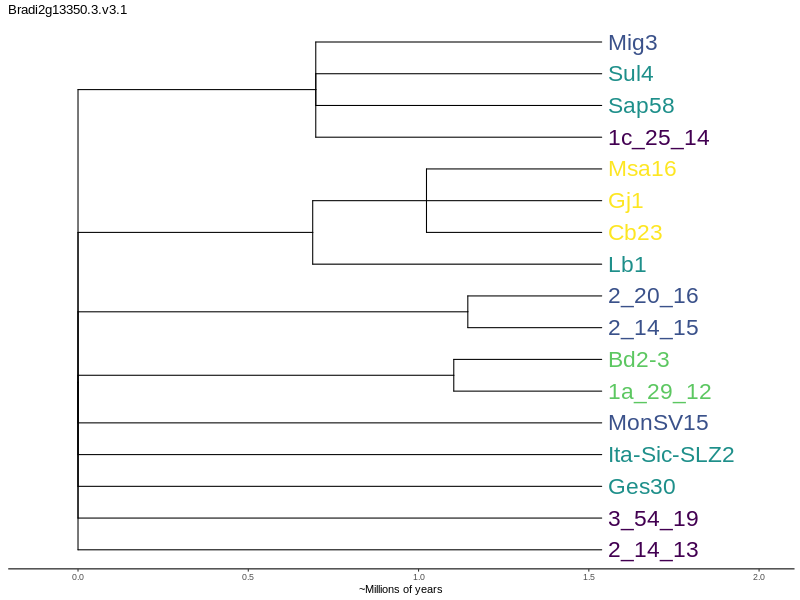 Bradi2g13350.3.v3.1
Mig3
Sul4
Sap58
1c_25_14
Msa16
Gj1
Cb23
Lb1
2_20_16
2_14_15
Bd2-3
1a_29_12
MonSV15
Ita-Sic-SLZ2
Ges30
3_54_19
2_14_13
0.0 0.5 1.0 1.5 2.0
~Millions of years